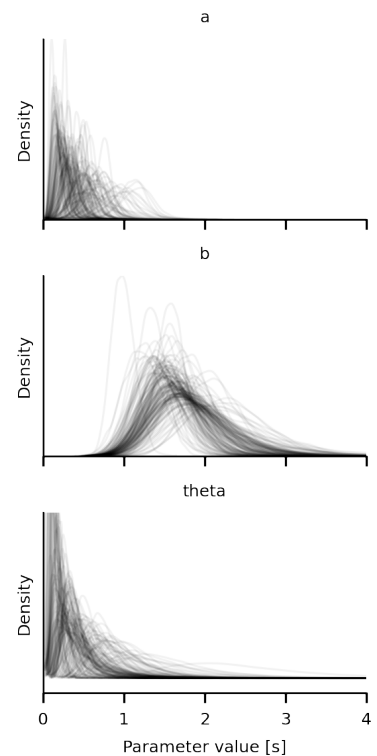 a
Density
b
Density
theta
Density
0 1 2 3 4
Parameter value [s]